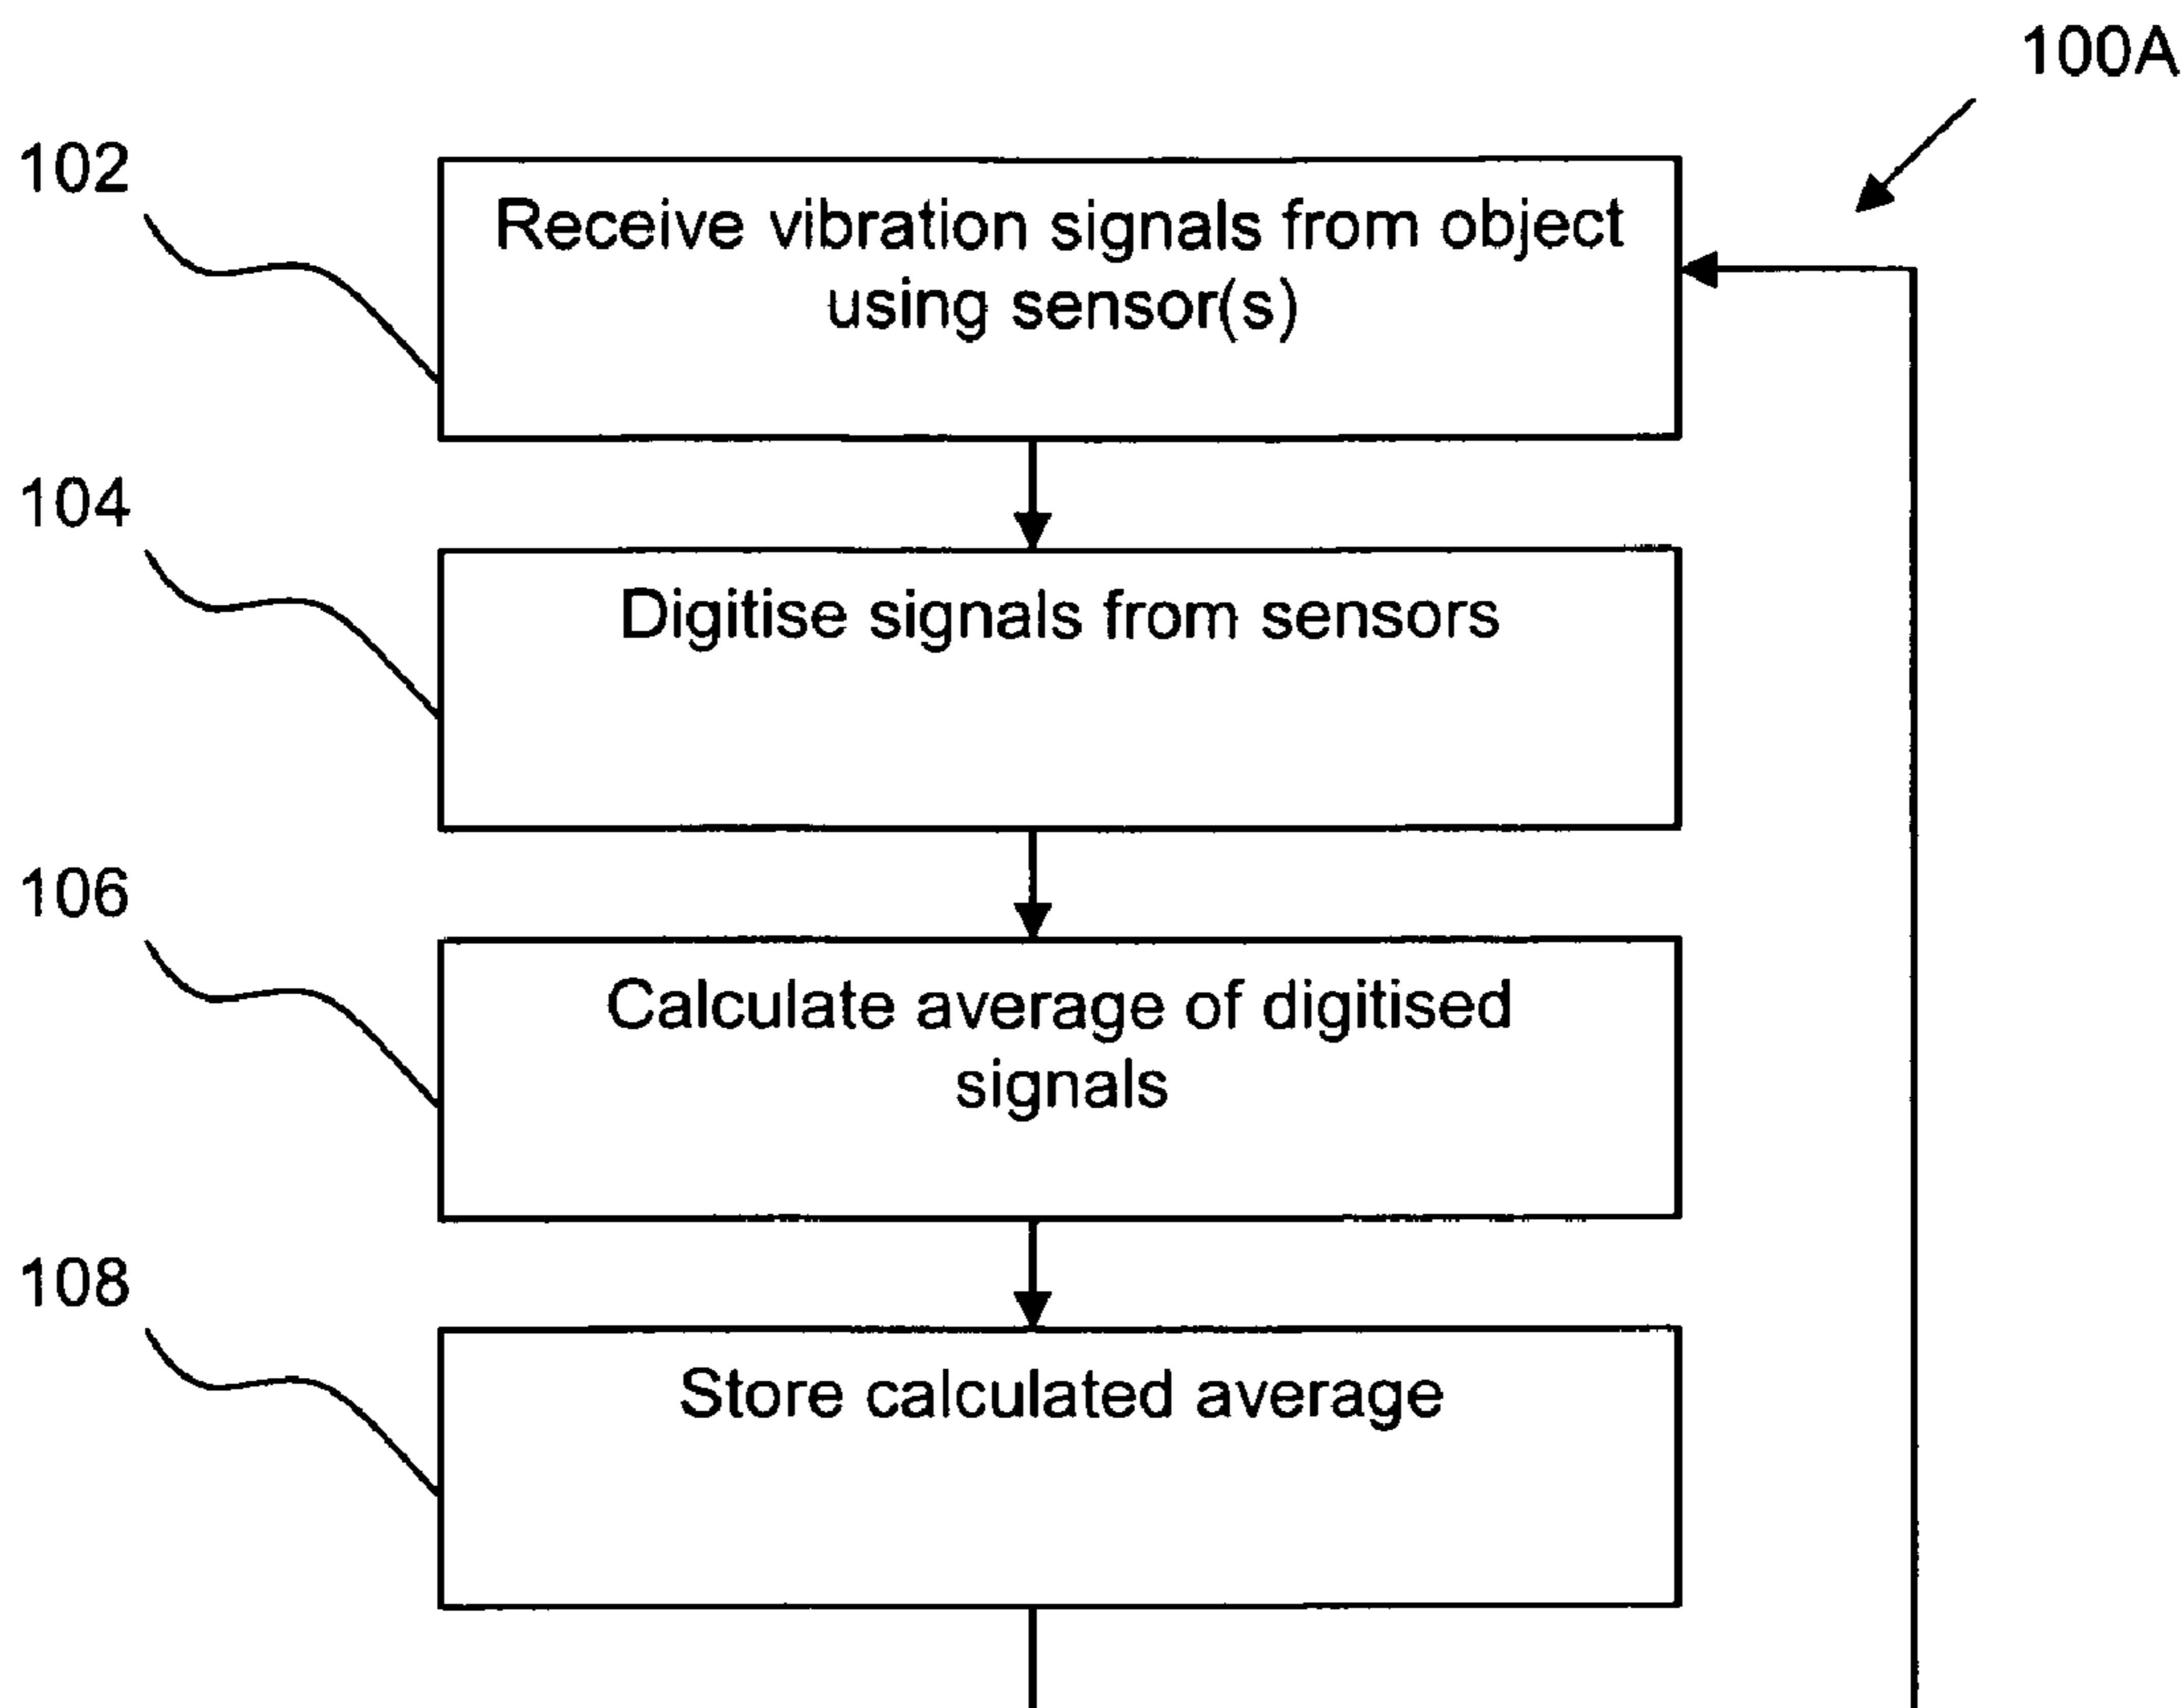 100A
102
Receive vibration signals from object
using sensor(s)
104
Digitise signals from sensors
106
Calculate average of digitised
signals
108
Store calculated average